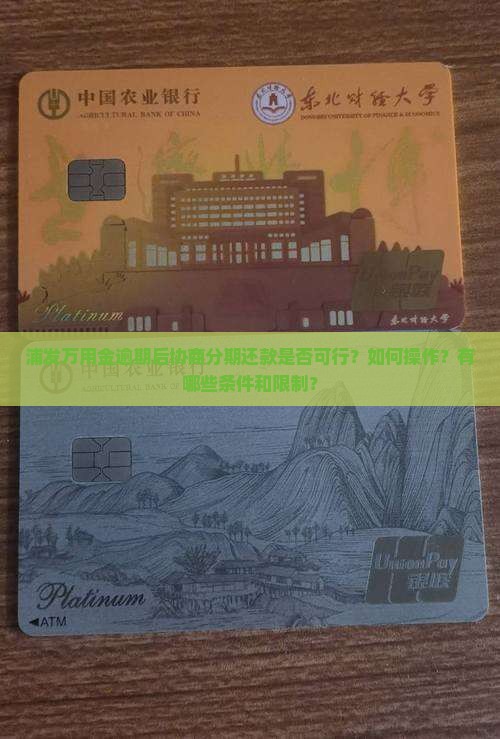 中国农业银行
AGRICULTURAL BANK OF CHINA
东北财经大学
DONGBEI UNIVERSITY OF FINANCE & ECONOMICS
UnionPay
银联
Platinum
东北财经大学
浦发万用金逾期后协商分期还款是否可行？如何操作？有
哪些条件和限制？
UnionPay
银联
Platinum
◀ATM